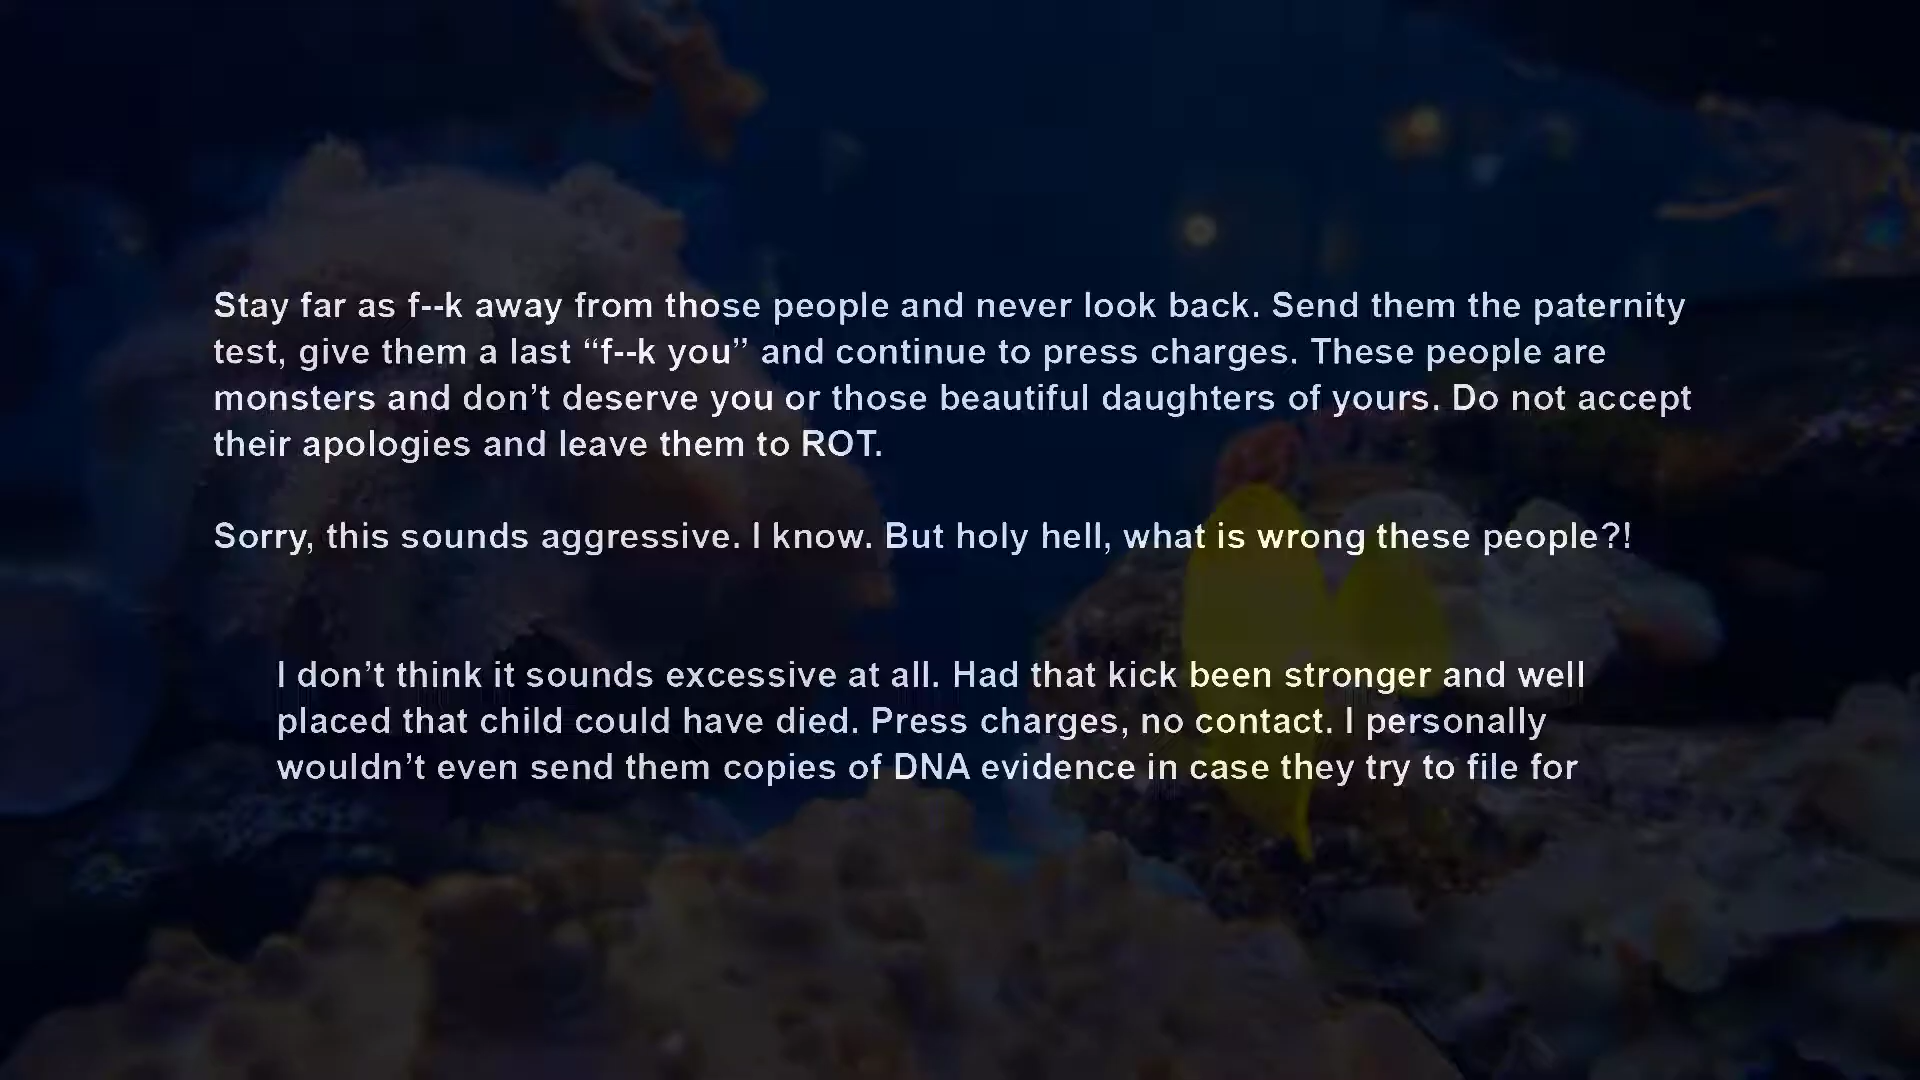 Stay far as f--k away from those people and never look back. Send them the paternity
test, give them a last “f--k you” and continue to press charges. These people are
monsters and don’t deserve you or those beautiful daughters of yours. Do not accept
their apologies and leave them to ROT.
Sorry, this sounds aggressive. I know. But holy hell, what is wrong these people?!
I don’t think it sounds excessive at all. Had that kick been stronger and well
placed that child could have died. Press charges, no contact. I personally
wouldn’t even send them copies of DNA evidence in case they try to file for